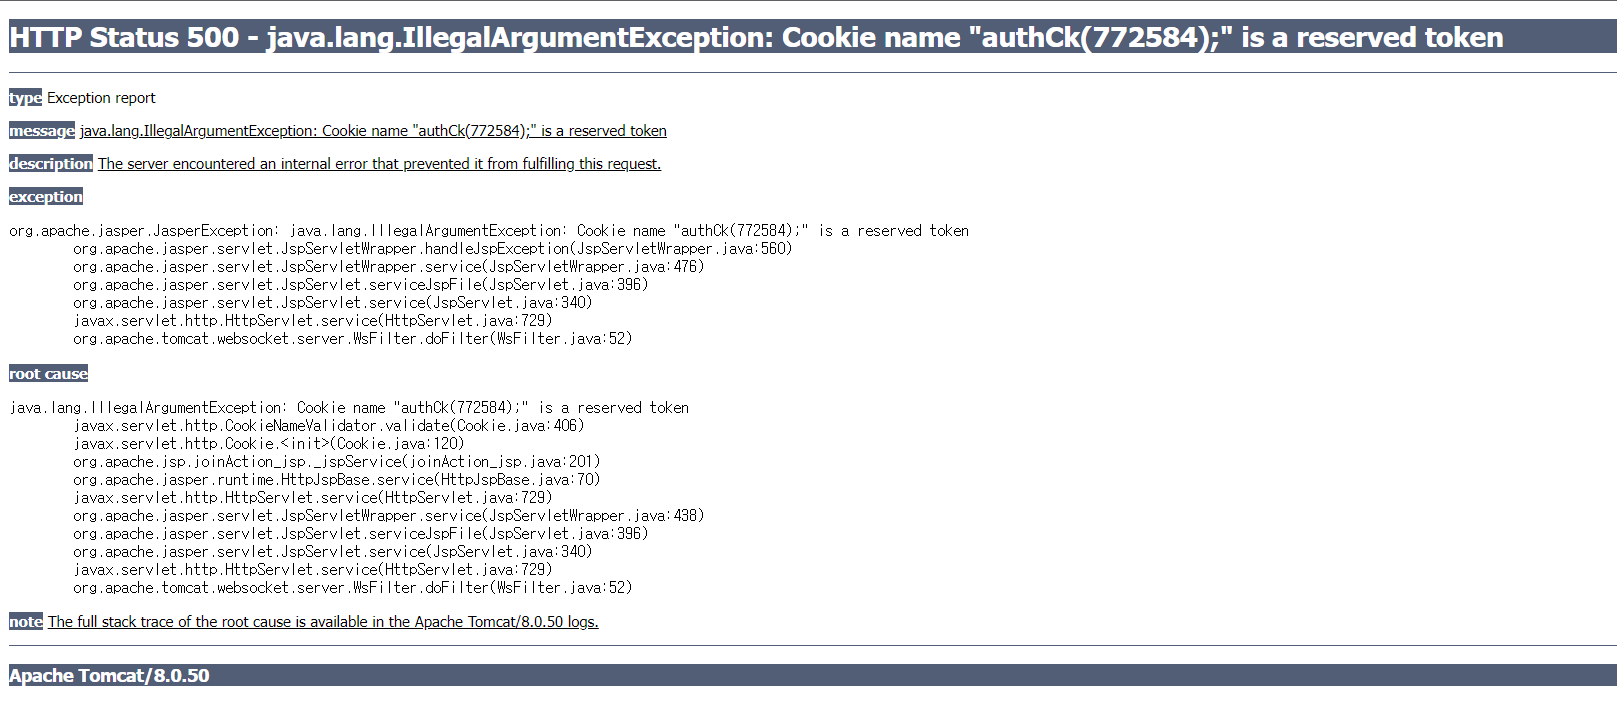 HTTP Status 500 - java.lang.IllegalArgumentException: Cookie name "authCk(772584);" is a reserved token
type Exception report
message java.lang.IllegalArgumentException: Cookie name "authCk(772584);" is a reserved token
description The server encountered an internal error that prevented it from fulfilling this request.
exception
org.apache.jasper.JasperException: java.lang.IllegalArgumentException: Cookie name "authCk(772584);" is a reserved token
org.apache.jasper.servlet.JspServletWrapper.handleJspException(JspServletWrapper.java:560)
org.apache.jasper.servlet.JspServletWrapper.service(JspServletWrapper.java:476)
org.apache.jasper.servlet.JspServlet.serviceJspFile(JspServlet.java:396)
org.apache.jasper.servlet.JspServlet.service(JspServlet.java:340)
javax.servlet.http.HttpServlet.service(HttpServlet.java:729)
org.apache.tomcat.websocket.server.WsFilter.doFilter(WsFilter.java:52)
root cause
java.lang.IllegalArgumentException: Cookie name "authCk(772584);" is a reserved token
javax.servlet.http.CookieNameValidator.validate(Cookie.java:406)
javax.servlet.http.Cookie.<init>(Cookie.java:120)
org.apache.jsp.joinAction_jsp._jspService(joinAction_jsp.java:201)
org.apache.jasper.runtime.HttpJspBase.service(HttpJspBase.java:70)
javax.servlet.http.HttpServlet.service(HttpServlet.java:729)
org.apache.jasper.servlet.JspServletWrapper.service(JspServletWrapper.java:438)
org.apache.jasper.servlet.JspServlet.serviceJspFile(JspServlet.java:396)
org.apache.jasper.servlet.JspServlet.service(JspServlet.java:340)
javax.servlet.http.HttpServlet.service(HttpServlet.java:729)
org.apache.tomcat.websocket.server.WsFilter.doFilter(WsFilter.java:52)
note The full stack trace of the root cause is available in the Apache Tomcat/8.0.50 logs.
Apache Tomcat/8.0.50